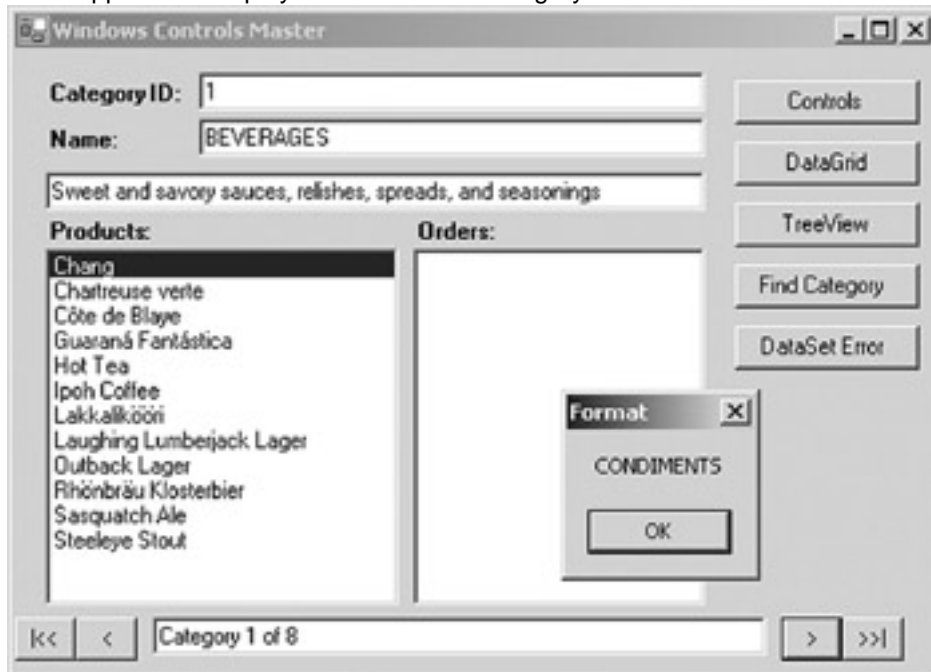 Windows Controls Master
Category ID: 1
Controls
Name: BEVERAGES
DataGrid
Sweet and savory sauces, relishes, spreads, and seasonings
TreeView
Products:
Orders:
Chang
Chartreuse verte
Côte de Blaye
Guaraná Fantástica
Hot Tea
Ipoh Coffee
Lakkalikööri
Laughing Lumberjack Lager
Outback Lager
Rhönbräu Klosterbier
Sasquatch Ale
Steeleye Stout
Find Category
DataSet Error
Format
CONDIMENTS
OK
|<< < Category 1 of 8 > >>|